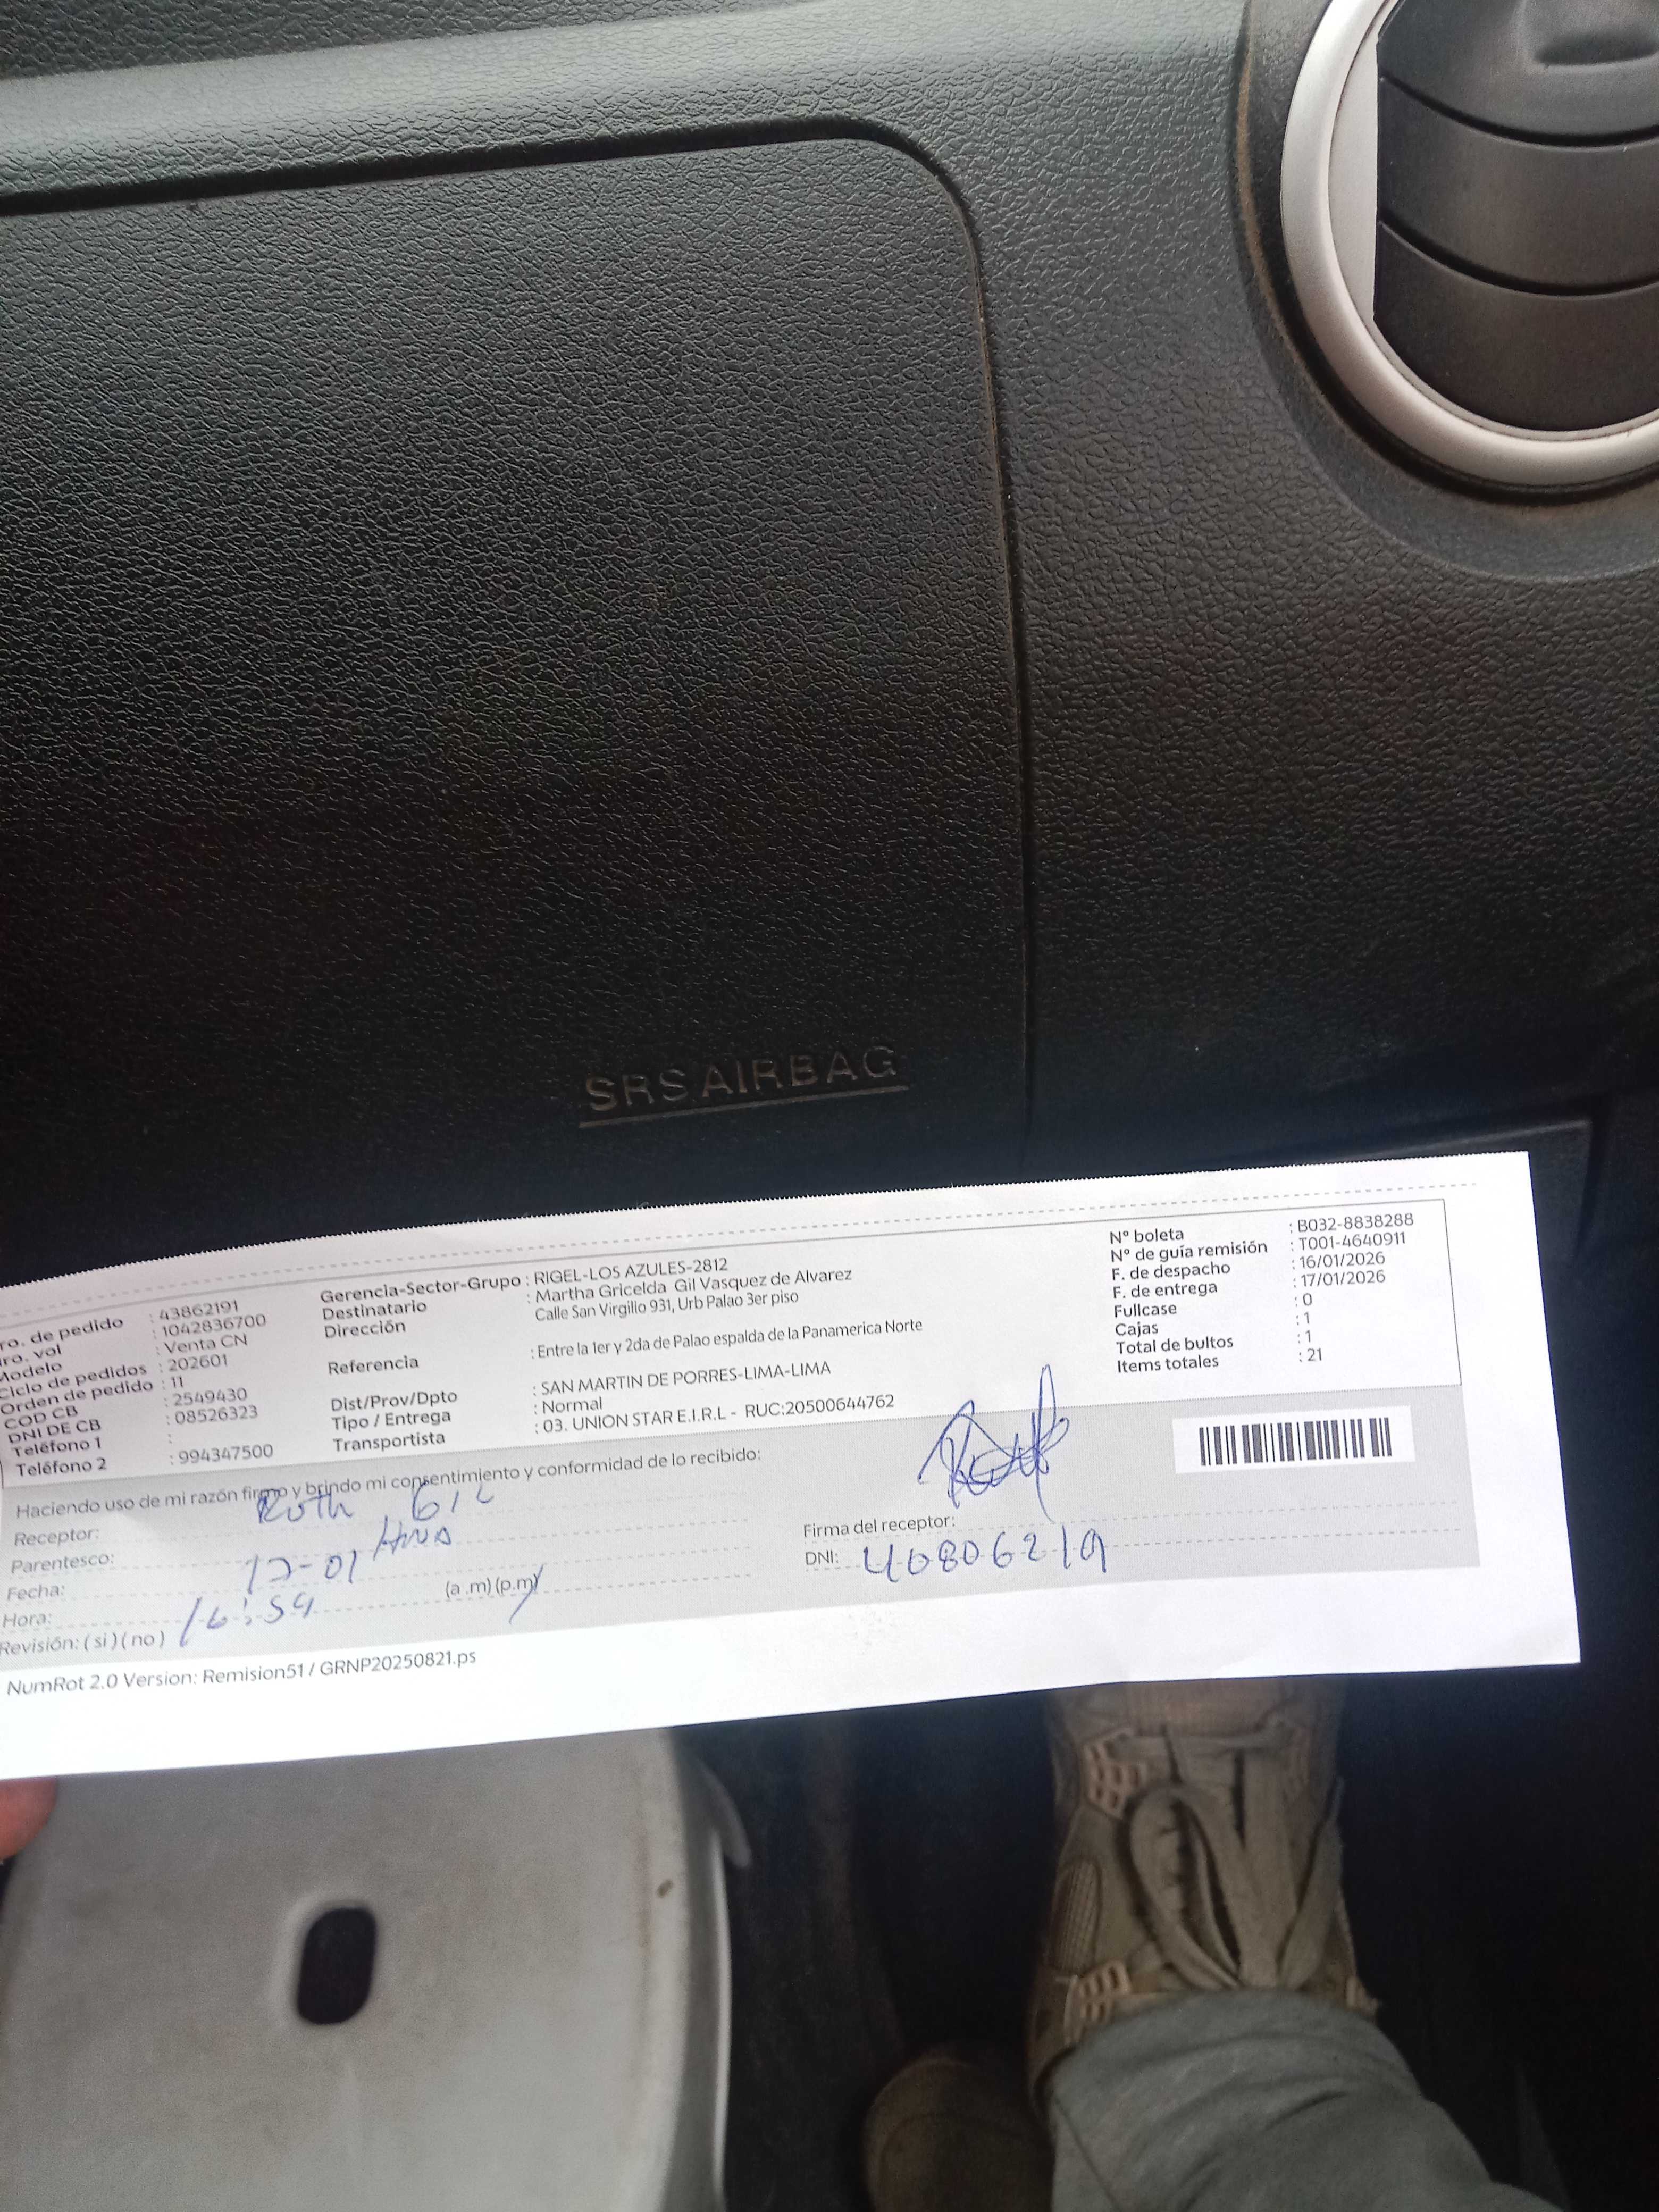 SRS AIRBAG
ro. de pedido : 43862191
ro. vol : 1042836700
Modelo : Venta CN
Ciclo de pedidos : 202601
Orden de pedido : 11
COD CB : 2549430
DNI DE CB : 08526323
Teléfono 1 :
Teléfono 2 : 994347500
Gerencia-Sector-Grupo : RIGEL-LOS AZULES-2812
Destinatario : Martha Gricelda Gil Vasquez de Alvarez
Dirección Calle San Virgilio 931, Urb Palao 3er piso
Referencia : Entre la 1er y 2da de Palao espalda de la Panamerica Norte
Dist/Prov/Dpto : SAN MARTIN DE PORRES-LIMA-LIMA
Tipo / Entrega : Normal
Transportista : 03. UNION STAR E.I.R.L - RUC:20500644762
N° boleta : B032-8838288
N° de guía remisión : T001-4640911
F. de despacho : 16/01/2026
F. de entrega : 17/01/2026
Fullcase : 0
Cajas : 1
Total de bultos : 1
Items totales : 21
Haciendo uso de mi razón firmo y brindo mi consentimiento y conformidad de lo recibido:
Receptor: Ruth Gil
Parentesco: Hna
Fecha: 17-01
Hora: 16:59 (a .m) (p.m)
Revisión: ( si ) ( no )
Firma del receptor:
DNI: 40806219
NumRot 2.0 Version: Remision51 / GRNP20250821.ps